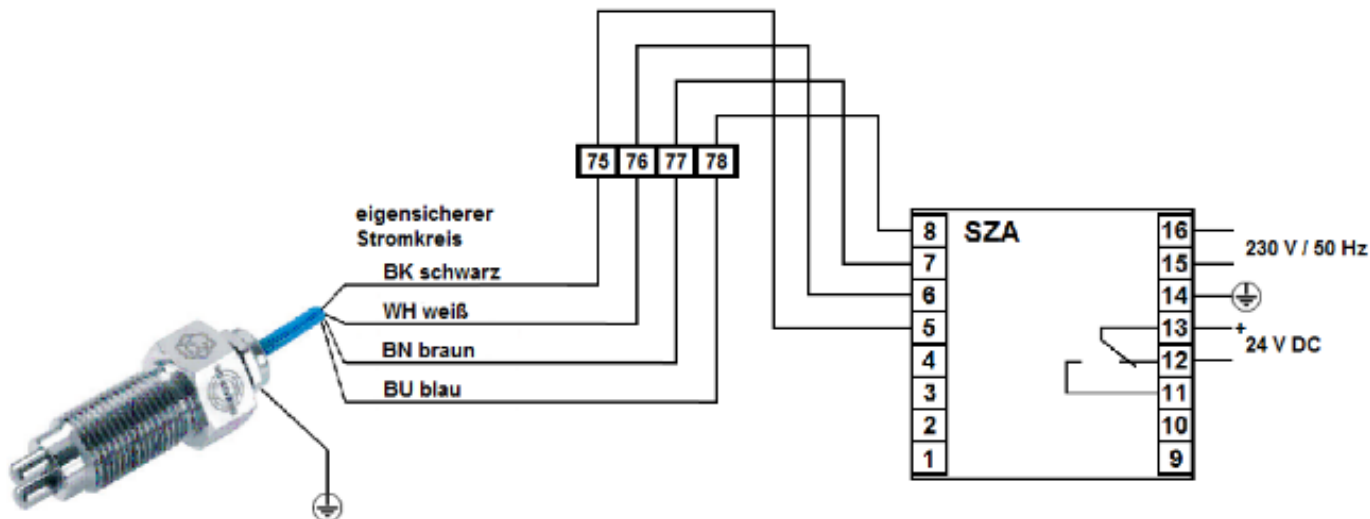 75 76 77 78
eigensicherer
Stromkreis
BK schwarz
WH weiß
BN braun
BU blau
SZA
8
7
6
5
4
3
2
1
16
15
14
13
12
11
10
9
230 V / 50 Hz
+
24 V DC